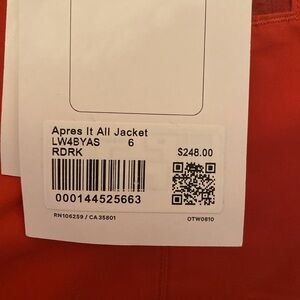 Apres It All Jacket
LW4BYAS 6
RDRK $248.00
000144525663
RN106259 / CA35801 OTW0810